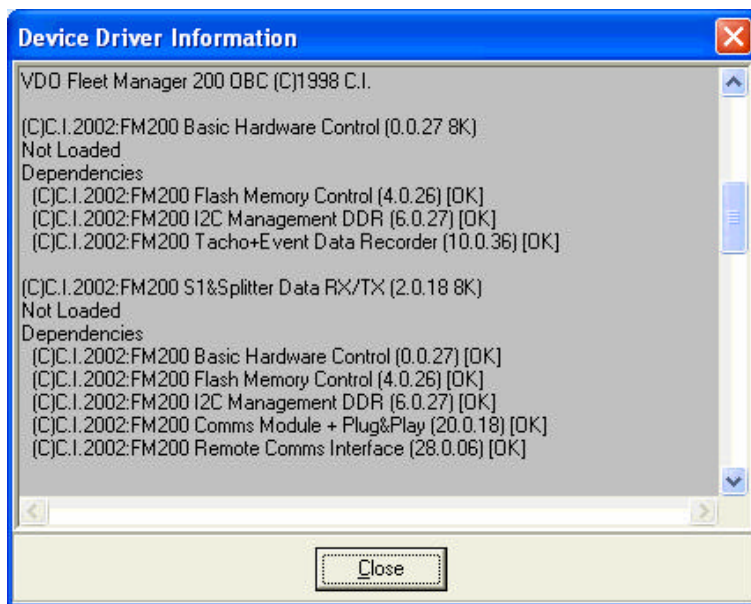 Device Driver Information
VDO Fleet Manager 200 OBC (C)1998 C.I.
(C)C.I.2002:FM200 Basic Hardware Control (0.0.27 8K)
Not Loaded
Dependencies
(C)C.I.2002:FM200 Flash Memory Control (4.0.26) [OK]
(C)C.I.2002:FM200 I2C Management DDR (6.0.27) [OK]
(C)C.I.2002:FM200 Tacho+Event Data Recorder (10.0.36) [OK]
(C)C.I.2002:FM200 S1&Splitter Data RX/TX (2.0.18 8K)
Not Loaded
Dependencies
(C)C.I.2002:FM200 Basic Hardware Control (0.0.27) [OK]
(C)C.I.2002:FM200 Flash Memory Control (4.0.26) [OK]
(C)C.I.2002:FM200 I2C Management DDR (6.0.27) [OK]
(C)C.I.2002:FM200 Comms Module + Plug&Play (20.0.18) [OK]
(C)C.I.2002:FM200 Remote Comms Interface (28.0.06) [OK]
Close